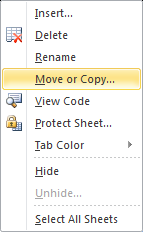 Insert...
Delete
Rename
Move or Copy...
View Code
Protect Sheet...
Tab Color
Hide
Unhide...
Select All Sheets